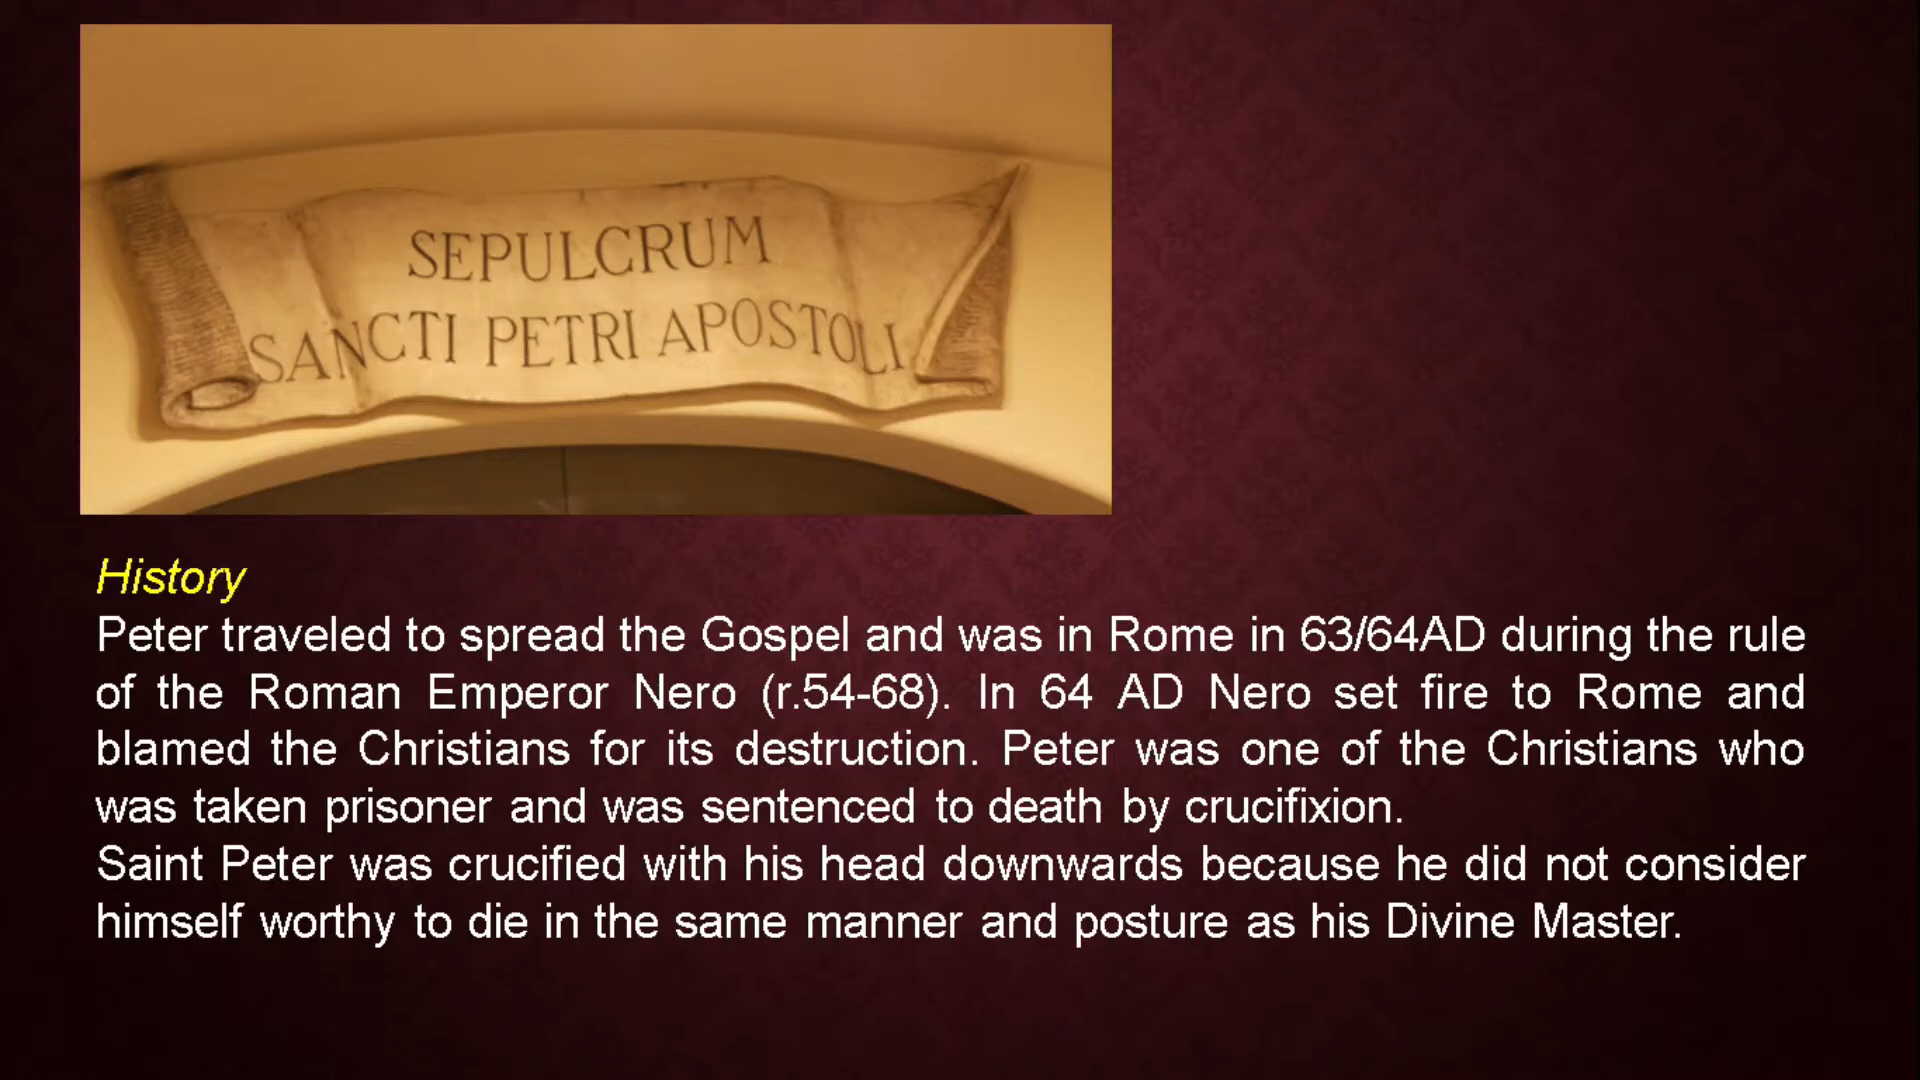 SEPULCRUM
SANCTI PETRI APOSTOLI
History
Peter traveled to spread the Gospel and was in Rome in 63/64AD during the rule
of the Roman Emperor Nero (r.54-68). In 64 AD Nero set fire to Rome and
blamed the Christians for its destruction. Peter was one of the Christians who
was taken prisoner and was sentenced to death by crucifixion.
Saint Peter was crucified with his head downwards because he did not consider
himself worthy to die in the same manner and posture as his Divine Master.